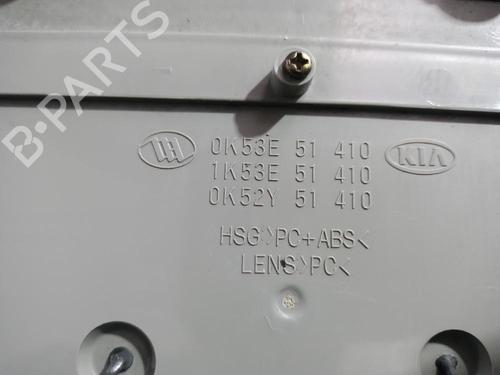 B-PARTS
0K53E 51 410
1K53E 51 410
0K52Y 51 410
KIA
HSG>PC+ABS<
LENS>PC<